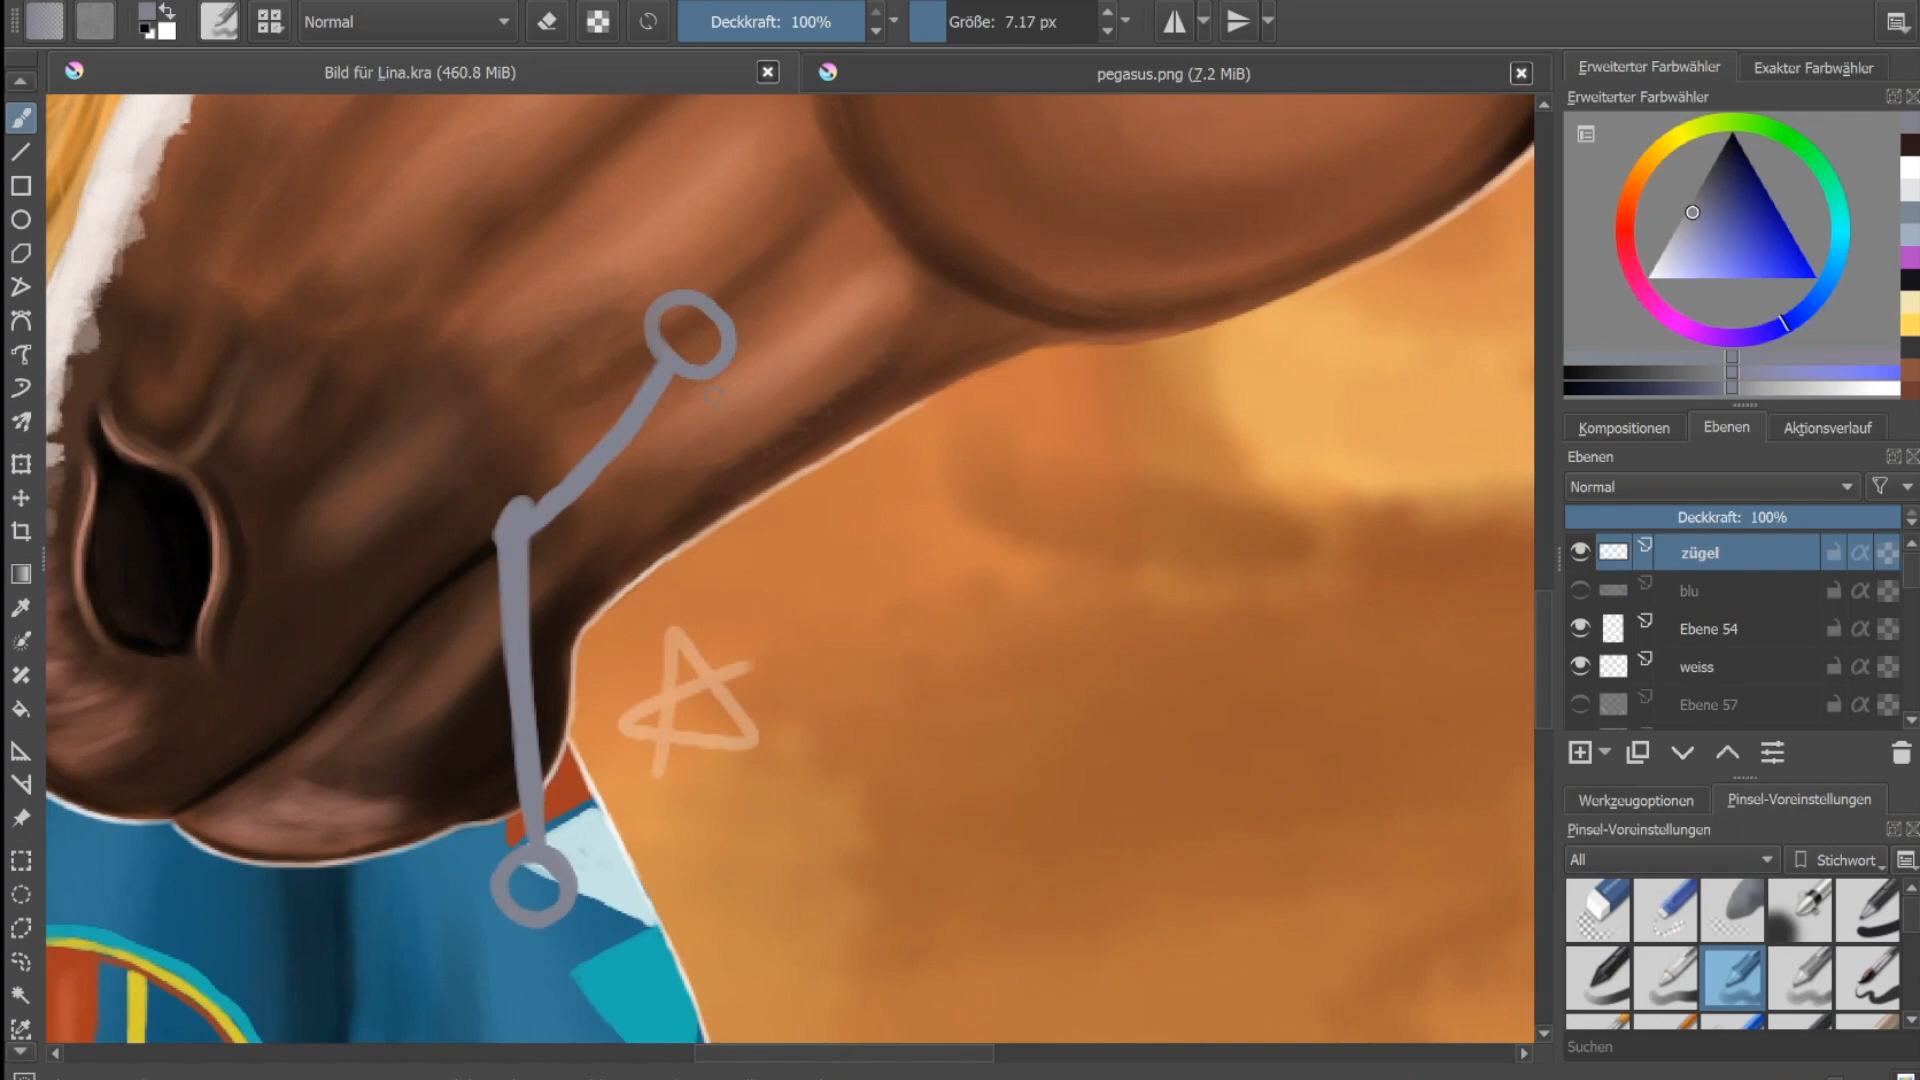 Normal
Deckkraft: 100%
Größe: 7.17 px
Bild für Lina.kra (460.8 MiB)
pegasus.png (7.2 MiB)
Erweiterter Farbwähler
Exakter Farbwähler
Erweiterter Farbwähler
Kompositionen
Ebenen
Aktionsverlauf
Ebenen
Normal
Deckkraft: 100%
zügel
blu
Ebene 54
weiss
Ebene 57
Werkzeugoptionen
Pinsel-Voreinstellungen
Pinsel-Voreinstellungen
All
Stichwort
Suchen